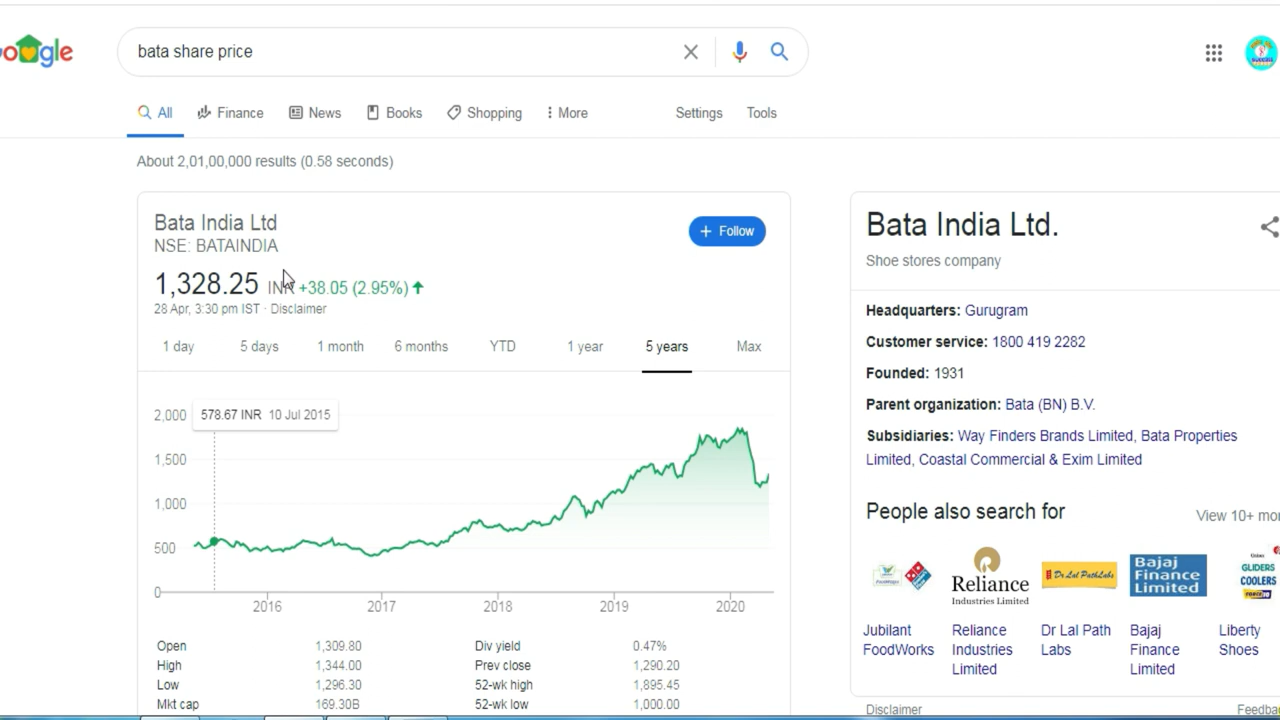 oogle
bata share price
All Finance News Books Shopping More Settings Tools
About 2,01,00,000 results (0.58 seconds)
Bata India Ltd
NSE: BATAINDIA
+ Follow
1,328.25 INR +38.05 (2.95%)
28 Apr, 3:30 pm IST · Disclaimer
1 day 5 days 1 month 6 months YTD 1 year 5 years Max
578.67 INR 10 Jul 2015
2,000
1,500
1,000
500
0
2016 2017 2018 2019 2020
Open 1,309.80 Div yield 0.47%
High 1,344.00 Prev close 1,290.20
Low 1,296.30 52-wk high 1,895.45
Mkt cap 169.30B 52-wk low 1,000.00
Bata India Ltd.
Shoe stores company
Headquarters: Gurugram
Customer service: 1800 419 2282
Founded: 1931
Parent organization: Bata (BN) B.V.
Subsidiaries: Way Finders Brands Limited, Bata Properties
Limited, Coastal Commercial & Exim Limited
People also search for
View 10+ mor
Reliance
Industries Limited
Dr Lal PathLabs
Bajaj
Finance
Limited
GLIDERS
COOLERS
Jubilant
FoodWorks
Reliance
Industries
Limited
Dr Lal Path
Labs
Bajaj
Finance
Limited
Liberty
Shoes
Disclaimer
Feedba